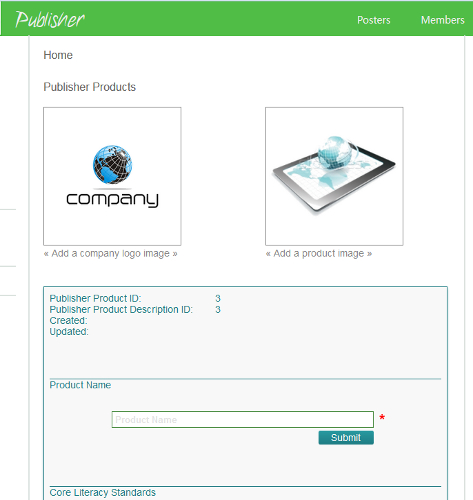 Publisher
Posters
Members
Home
Publisher Products
company
« Add a company logo image »
« Add a product image »
Publisher Product ID: 3
Publisher Product Description ID: 3
Created:
Updated:
Product Name
Product Name *
Submit
Core Literacy Standards